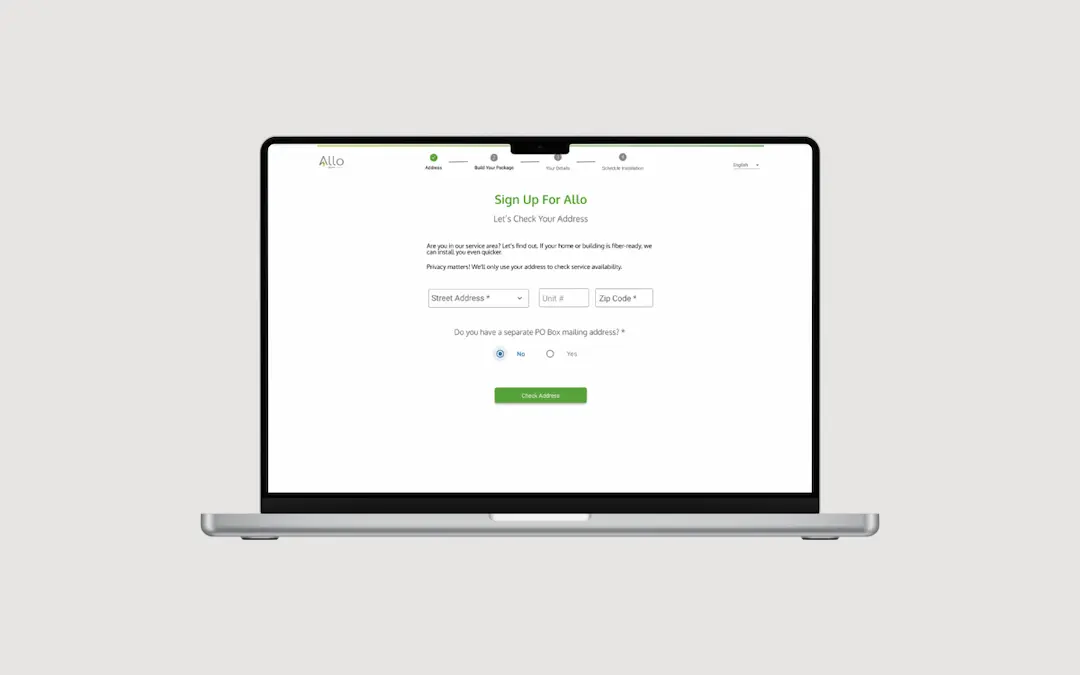 Allo
Address
Build Your Package
Your Details
Schedule Installation
English
Sign Up For Allo
Let's Check Your Address
Are you in our service area? Let's find out. If your home or building is fiber-ready, we
can install you even quicker.
Privacy matters! We'll only use your address to check service availability.
Street Address * Unit # Zip Code *
Do you have a separate PO Box mailing address? *
No Yes
Check Address